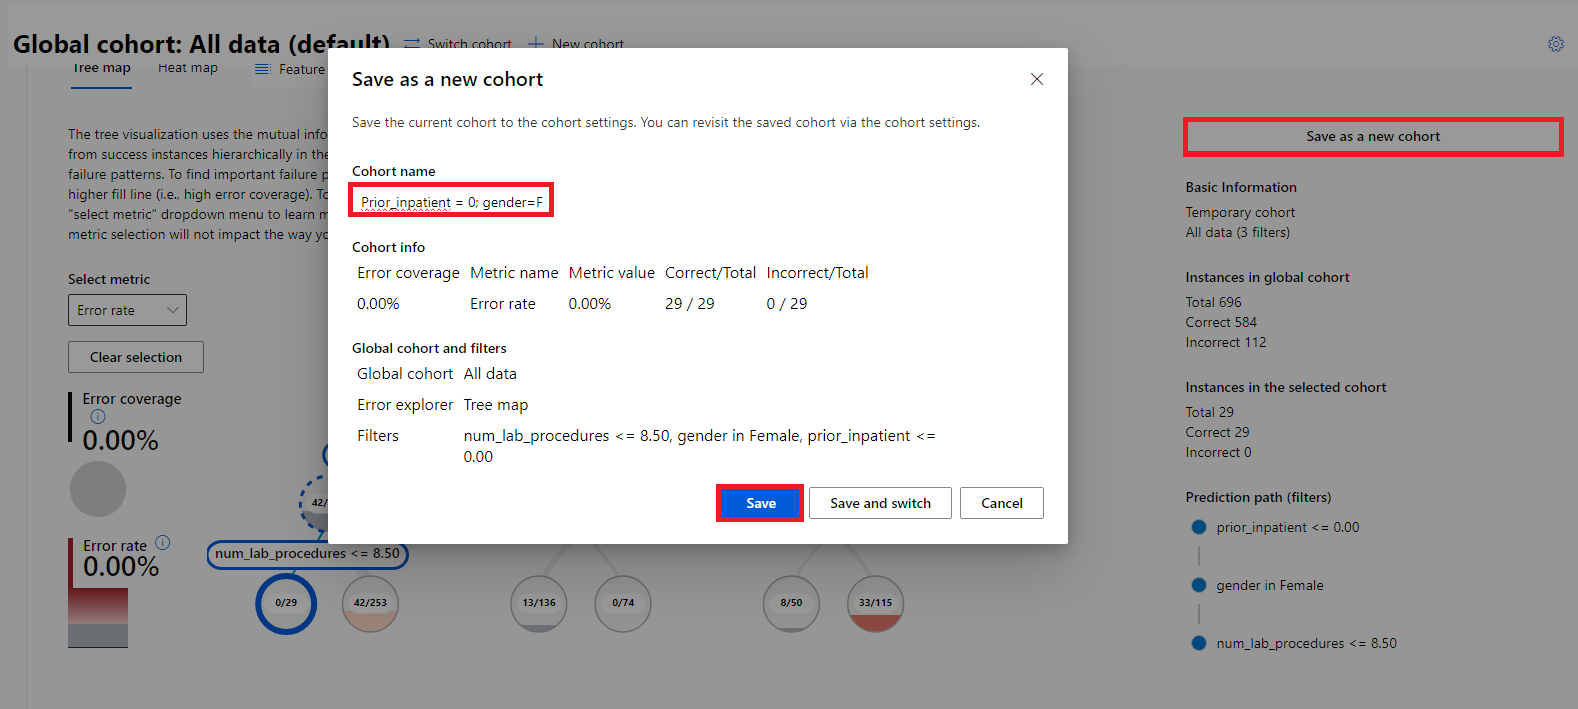 Global cohort: All data (default)
Switch cohort
New cohort
Tree map
Heat map
Feature
The tree visualization uses the mutual info
from success instances hierarchically in the
failure patterns. To find important failure p
higher fill line (i.e., high error coverage). To
"select metric" dropdown menu to learn m
metric selection will not impact the way yo
Select metric
Error rate
Clear selection
Error coverage
0.00%
Error rate
0.00%
42/
num_lab_procedures <= 8.50
0/29
42/253
13/136
0/74
8/50
33/115
Save as a new cohort
Save the current cohort to the cohort settings. You can revisit the saved cohort via the cohort settings.
Cohort name
Prior_inpatient = 0; gender=F
Cohort info
Error coverage Metric name Metric value Correct/Total Incorrect/Total
0.00% Error rate 0.00% 29 / 29 0 / 29
Global cohort and filters
Global cohort All data
Error explorer Tree map
Filters num_lab_procedures <= 8.50, gender in Female, prior_inpatient <=
0.00
Save
Save and switch
Cancel
Save as a new cohort
Basic Information
Temporary cohort
All data (3 filters)
Instances in global cohort
Total 696
Correct 584
Incorrect 112
Instances in the selected cohort
Total 29
Correct 29
Incorrect 0
Prediction path (filters)
prior_inpatient <= 0.00
gender in Female
num_lab_procedures <= 8.50